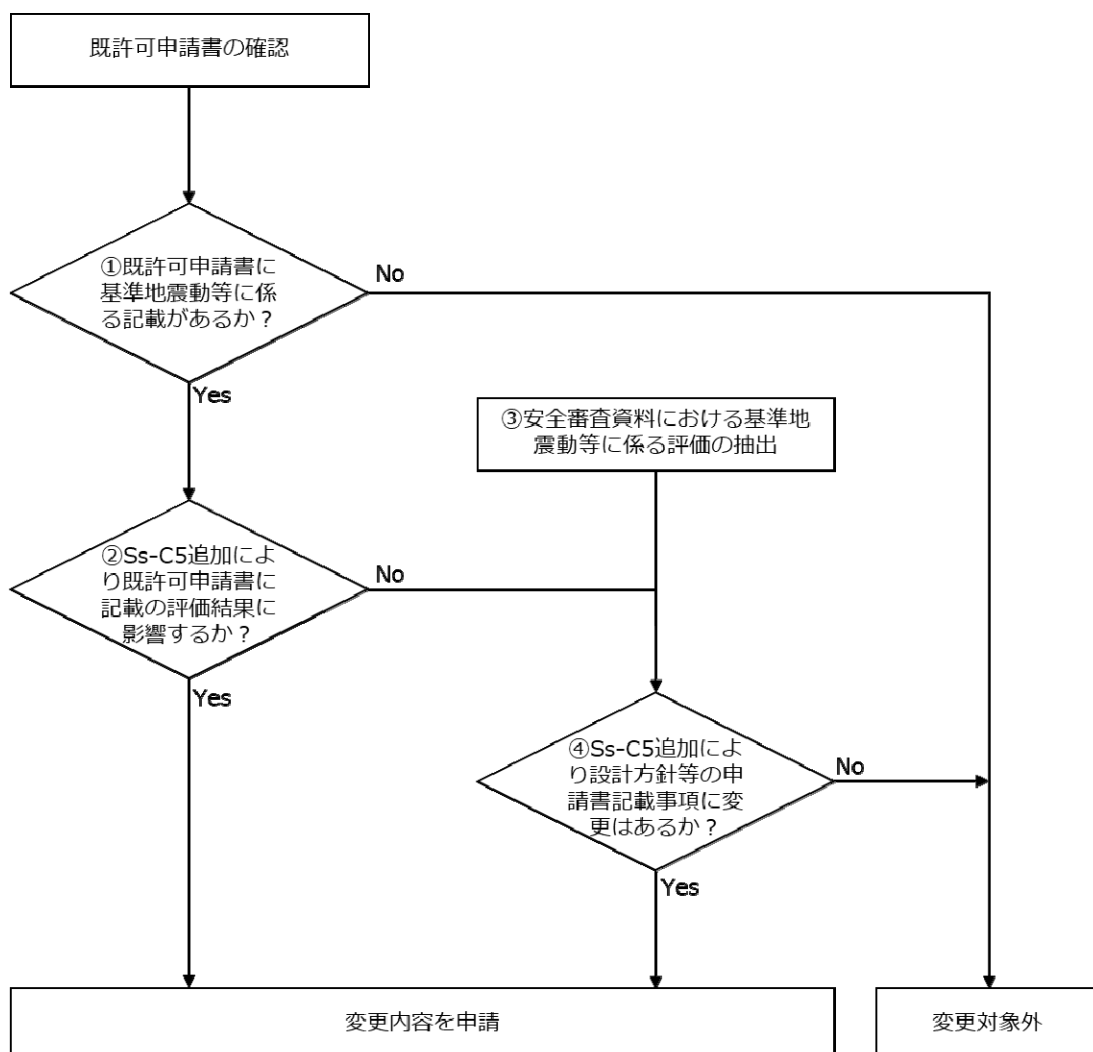 既許可申請書の確認
①既許可申請書に
基準地震動等に係
る記載があるか？
No
Yes
③安全審査資料における基準地
震動等に係る評価の抽出
②Ss-C5追加によ
り既許可申請書に
記載の評価結果に
影響するか？
No
Yes
④Ss-C5追加によ
り設計方針等の申
請書記載事項に変
更はあるか？
No
Yes
変更内容を申請
変更対象外